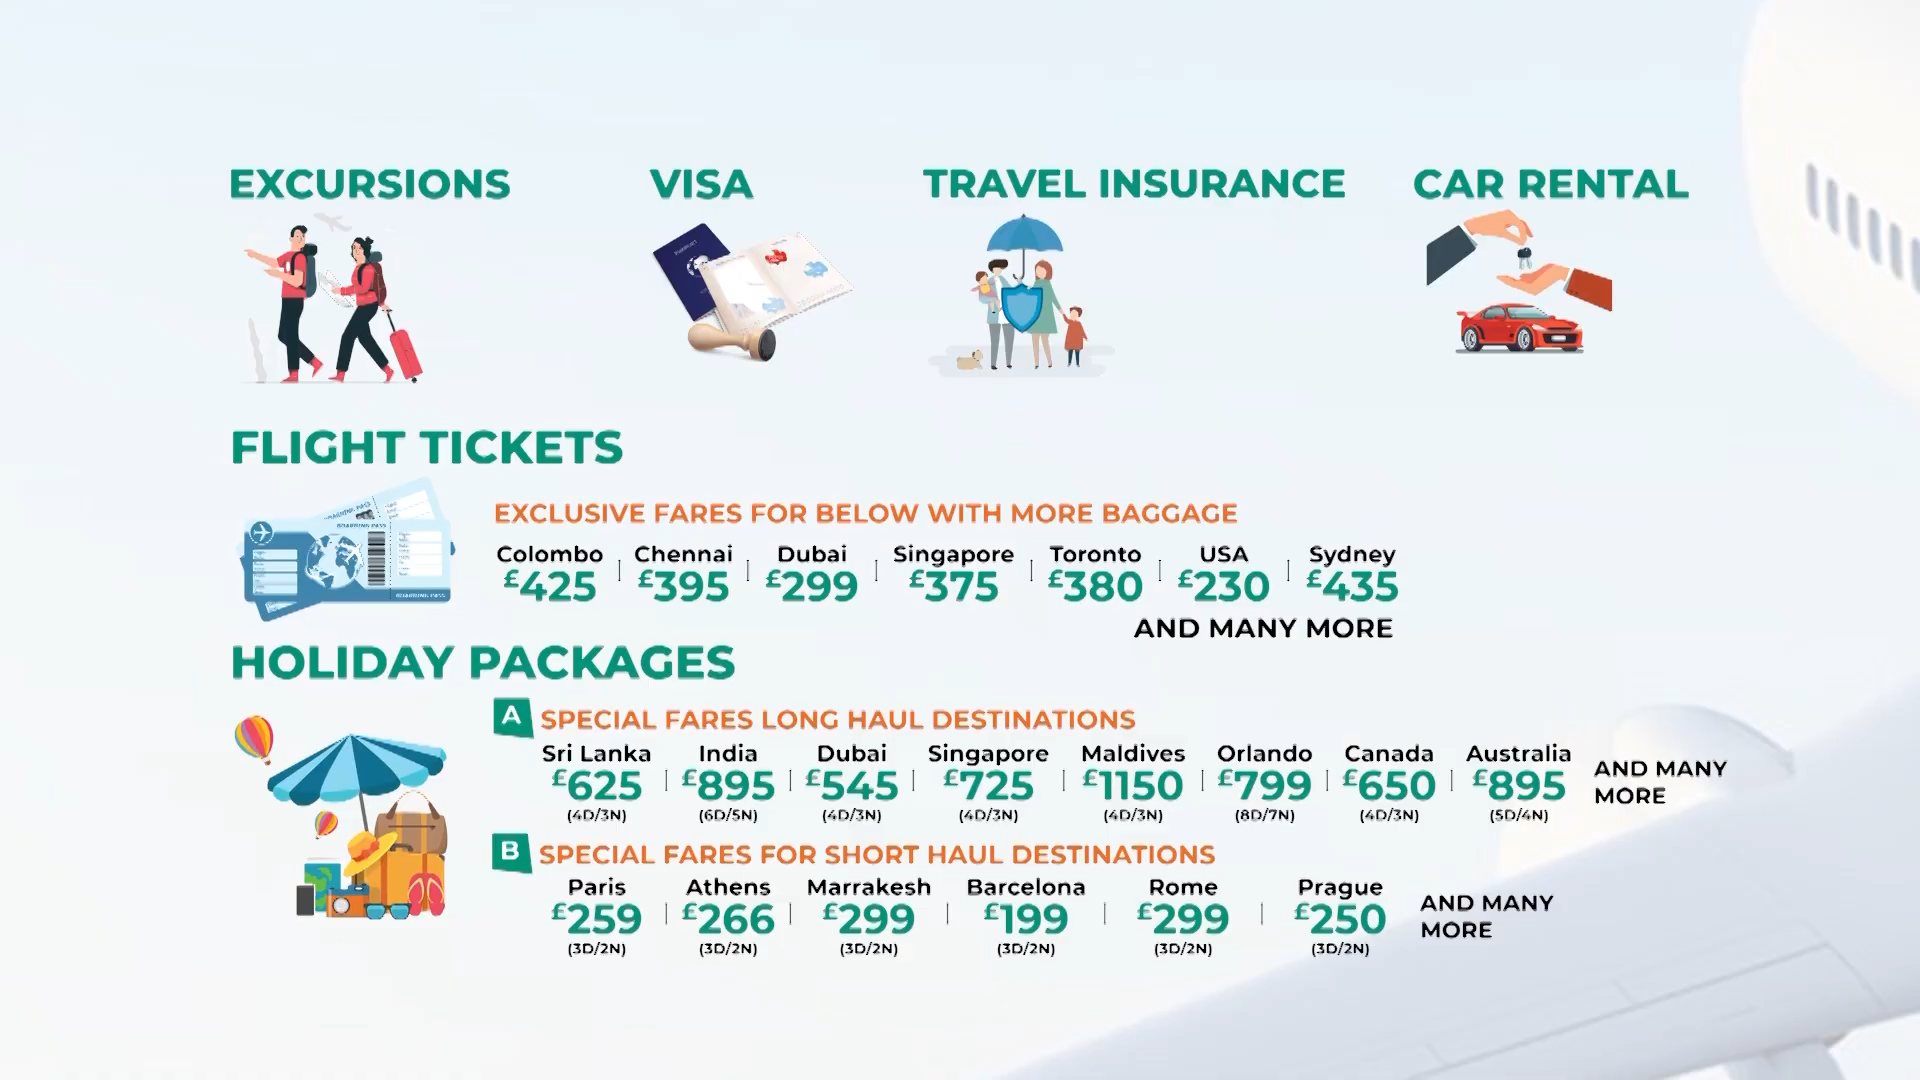 EXCURSIONS VISA TRAVEL INSURANCE CAR RENTAL
FLIGHT TICKETS
BOARDING PASS
BOARDING PASS
EXCLUSIVE FARES FOR BELOW WITH MORE BAGGAGE
Colombo Chennai Dubai Singapore Toronto USA Sydney
£425 £395 £299 £375 £380 £230 £435
AND MANY MORE
HOLIDAY PACKAGES
A SPECIAL FARES LONG HAUL DESTINATIONS
Sri Lanka India Dubai Singapore Maldives Orlando Canada Australia
£625 £895 £545 £725 £1150 £799 £650 £895
(4D/3N) (6D/5N) (4D/3N) (4D/3N) (4D/3N) (8D/7N) (4D/3N) (5D/4N)
AND MANY
MORE
B SPECIAL FARES FOR SHORT HAUL DESTINATIONS
Paris Athens Marrakesh Barcelona Rome Prague
£259 £266 £299 £199 £299 £250
(3D/2N) (3D/2N) (3D/2N) (3D/2N) (3D/2N) (3D/2N)
AND MANY
MORE